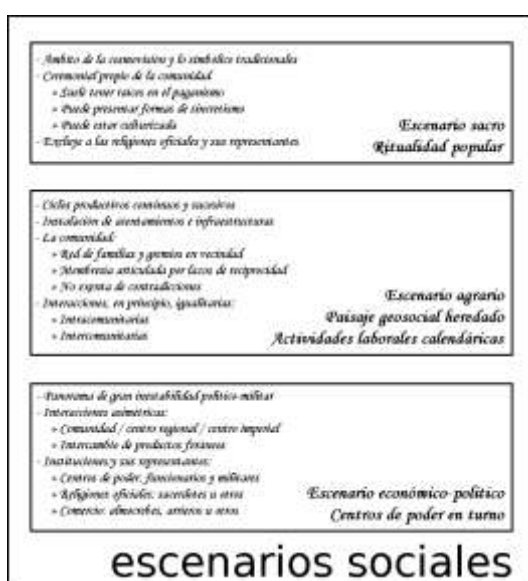 - Ámbito de la cosmovisión y lo simbólico tradicionales
- Ceremonial propio de la comunidad
» Suele tener raíces en el paganismo
» Puede presentar formas de sincretismo
» Puede estar culturizada
- Excluye a las religiones oficiales y sus representantes
Escenario sacro
Ritualidad popular
- Ciclos productivos continuos y sucesivos
- Instalación de asentamientos e infraestructuras
- La comunidad:
» Red de familias y gremios en vecindad
» Membresía articulada por lazos de reciprocidad
» No exenta de contradicciones
- Interacciones, en principio, igualitarias:
» Intracomunitarias
» Intercomunitarias
Escenario agrario
Paisaje geosocial heredado
Actividades laborales calendáricas
- Panorama de gran inestabilidad político-militar
- Interacciones asimétricas:
» Comunidad / centro regional / centro imperial
» Intercambio de productos foráneos
- Instituciones y sus representantes:
» Centros de poder: funcionarios y militares
» Religiones oficiales: sacerdotes u otros
» Comercio: almocrebes, arrieros u otros
Escenario económico-político
Centros de poder en turno
escenarios sociales